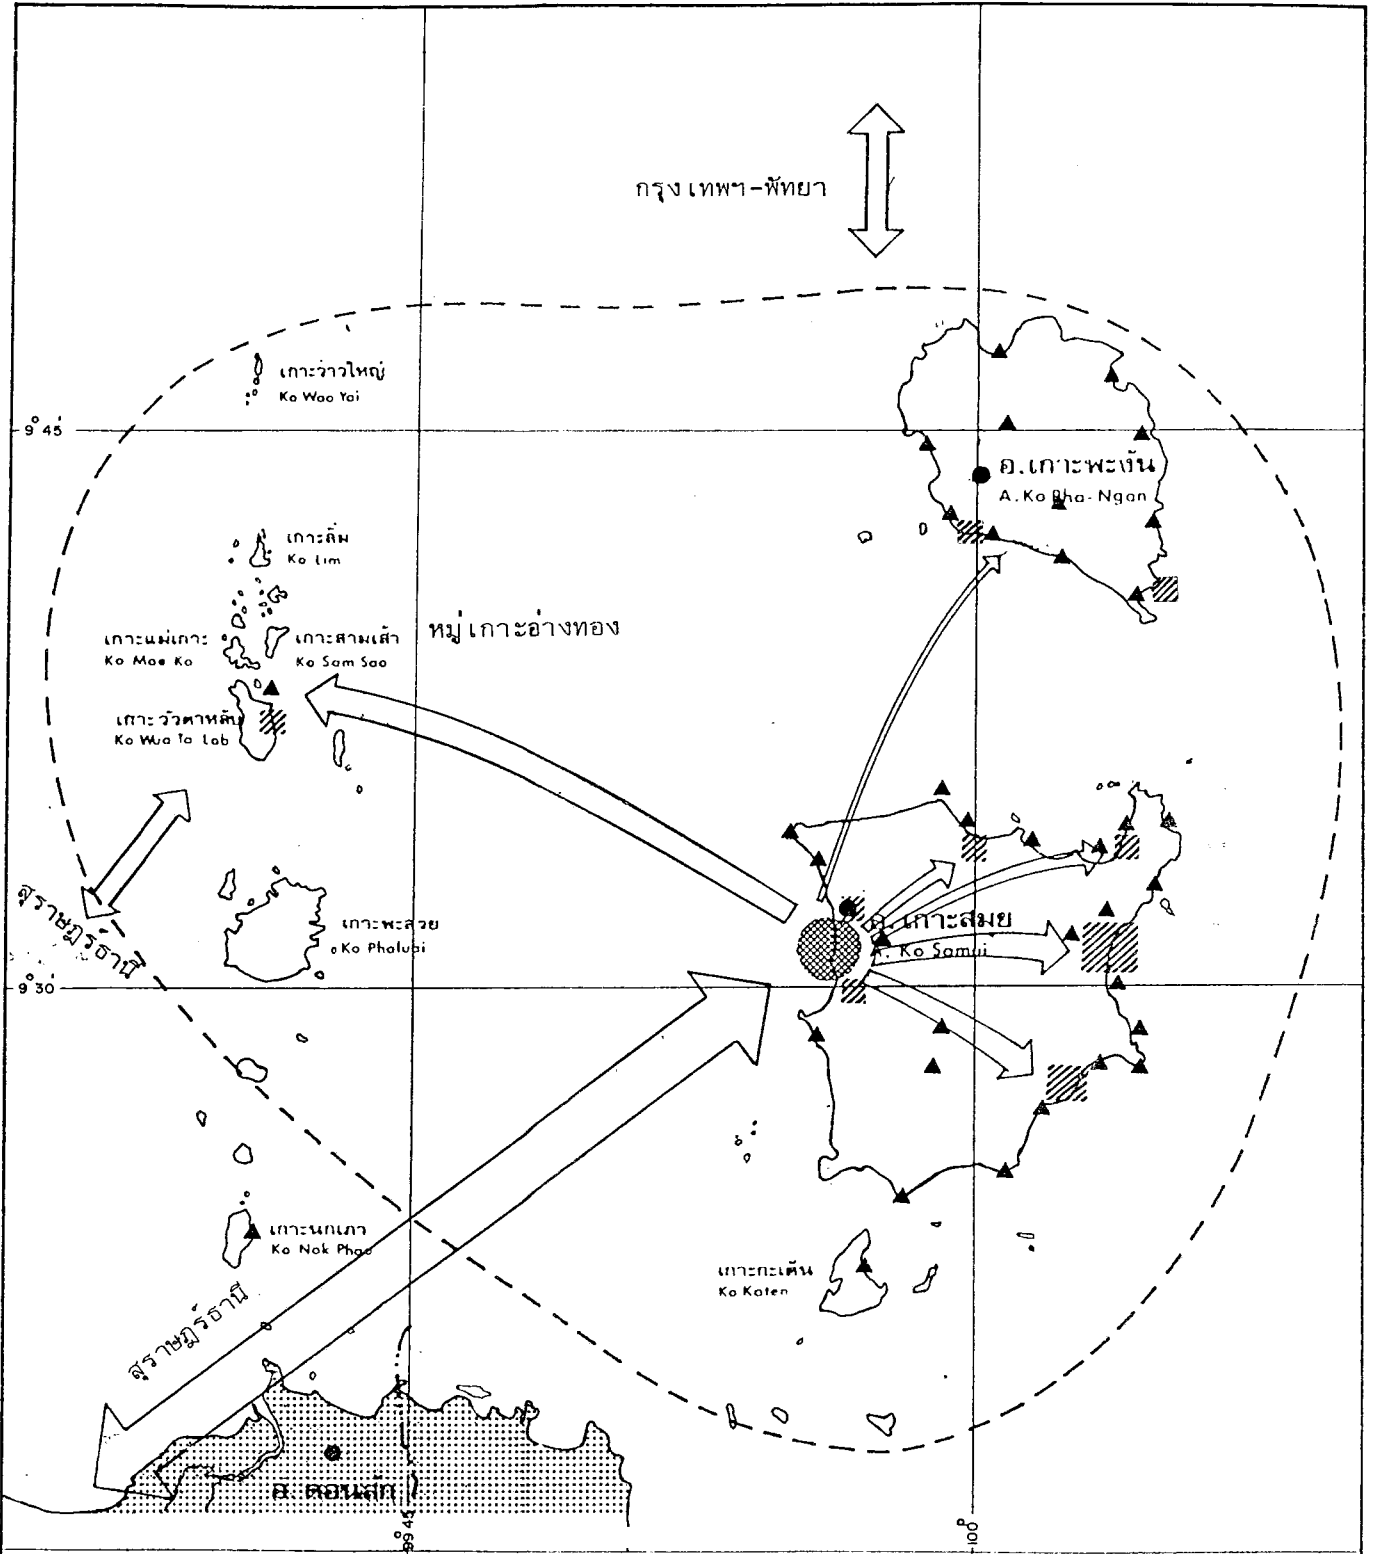 กรุงเทพฯ-พัทยา
เกาะว่าวใหญ่
Ko Wao Yai
9°45'
อ.เกาะพะงัน
A. Ko Pha-Ngan
เกาะลิ่ม
Ko Lim
หมู่เกาะอ่างทอง
เกาะแม่เกาะ
Ko Mae Ko
เกาะสามเส้า
Ko Sam Sao
เกาะวัวตาหลับ
Ko Wua Ta Lab
สุราษฎร์ธานี
เกาะพะลวย
Ko Phaluai
อ. เกาะสมุย
A. Ko Samui
9°30'
เกาะนกเภา
Ko Nok Phao
เกาะกะเต็น
Ko Katen
สุราษฎร์ธานี
อ. ดอนสัก
99°45'
100°